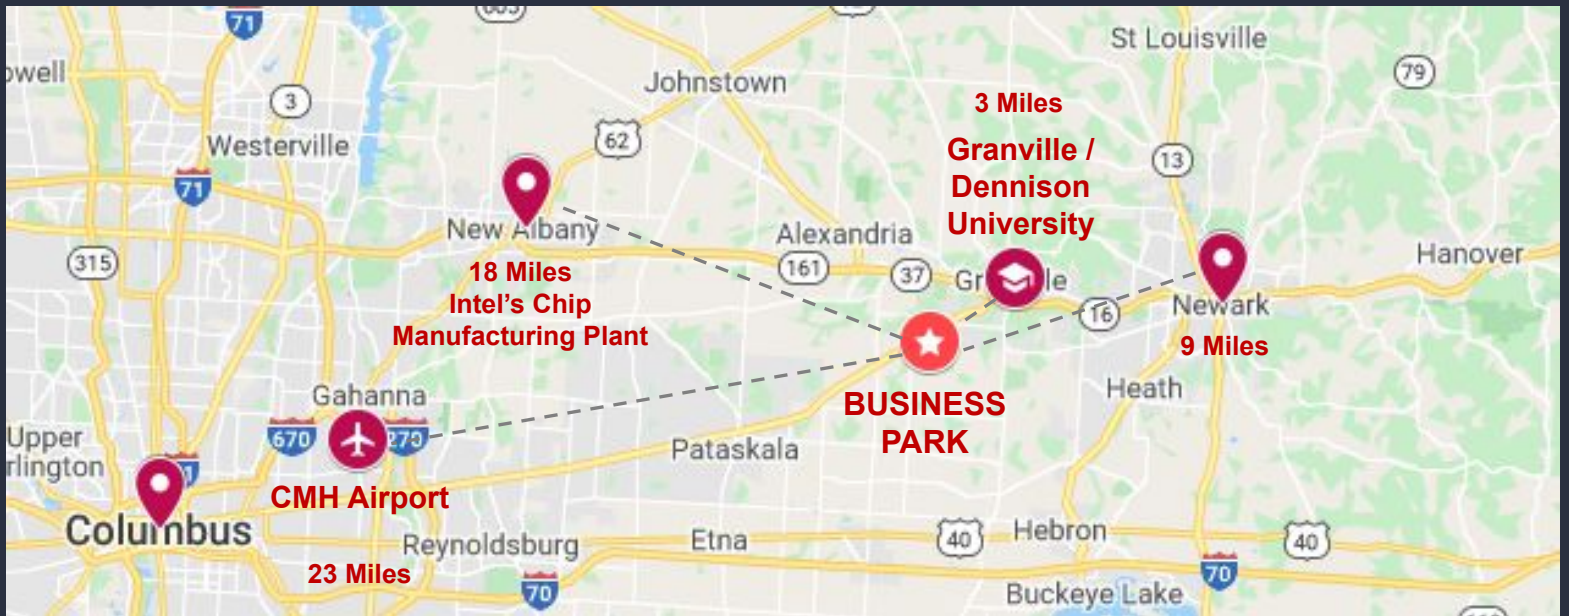 71
St Louisville
79
Johnstown
3
3 Miles
62
Westerville
Granville /
Dennison
University
13
71
New Albany
Alexandria
Hanover
315
161
37
18 Miles
Intel's Chip
Manufacturing Plant
16
Newark
9 Miles
Gahanna
Heath
BUSINESS
PARK
670
270
Upper
Pataskala
CMH Airport
Columbus
Reynoldsburg
Etna
40
Hebron
40
23 Miles
70
70
Buckeye Lake